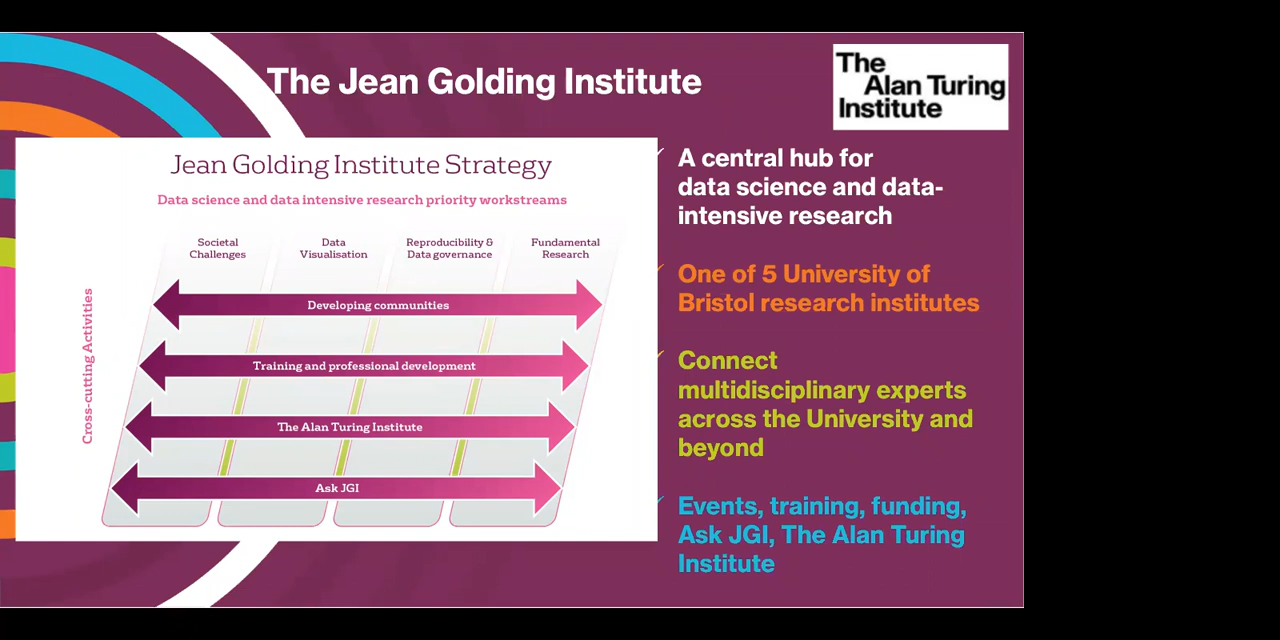 The Jean Golding Institute
The
Alan Turing
Institute
Jean Golding Institute Strategy
Data science and data intensive research priority workstreams
Societal
Challenges
Data
Visualisation
Reproducibility &
Data governance
Fundamental
Research
Cross-cutting Activities
Developing communities
Training and professional development
The Alan Turing Institute
Ask JGI
A central hub for
data science and data-
intensive research
One of 5 University of
Bristol research institutes
Connect
multidisciplinary experts
across the University and
beyond
Events, training, funding,
Ask JGI, The Alan Turing
Institute